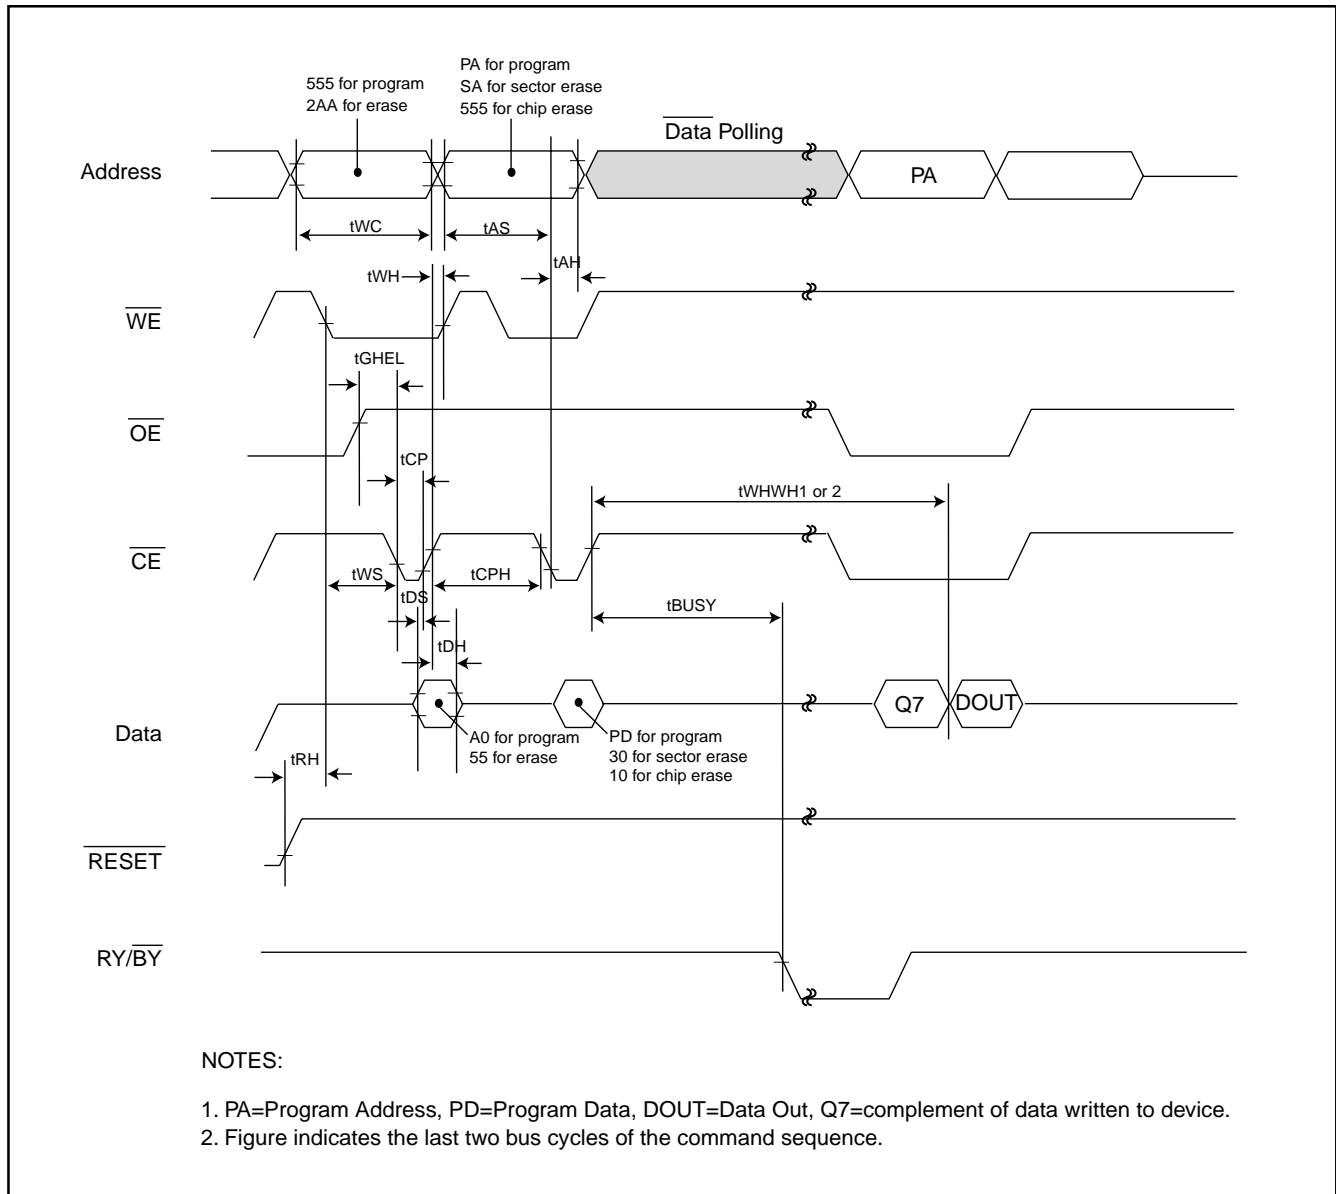 555 for program
2AA for erase
PA for program
SA for sector erase
555 for chip erase
Data Polling
Address
PA
tWC
tAS
tWH
tAH
WE
tGHEL
OE
tCP
tWHWH1 or 2
CE
tWS
tCPH
tDS
tBUSY
tDH
Q7
DOUT
Data
A0 for program
55 for erase
PD for program
30 for sector erase
10 for chip erase
tRH
RESET
RY/BY
NOTES:
1. PA=Program Address, PD=Program Data, DOUT=Data Out, Q7=complement of data written to device.
2. Figure indicates the last two bus cycles of the command sequence.